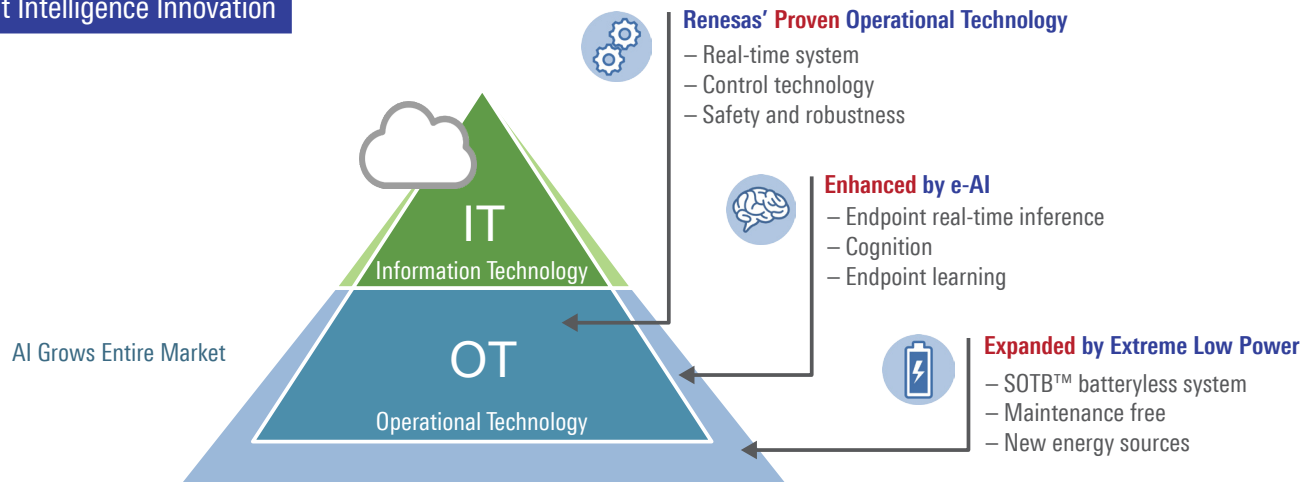 t Intelligence Innovation
Renesas’ Proven Operational Technology
– Real-time system
– Control technology
– Safety and robustness
Enhanced by e-AI
– Endpoint real-time inference
– Cognition
– Endpoint learning
IT
Information Technology
AI Grows Entire Market
OT
Operational Technology
Expanded by Extreme Low Power
– SOTB™ batteryless system
– Maintenance free
– New energy sources